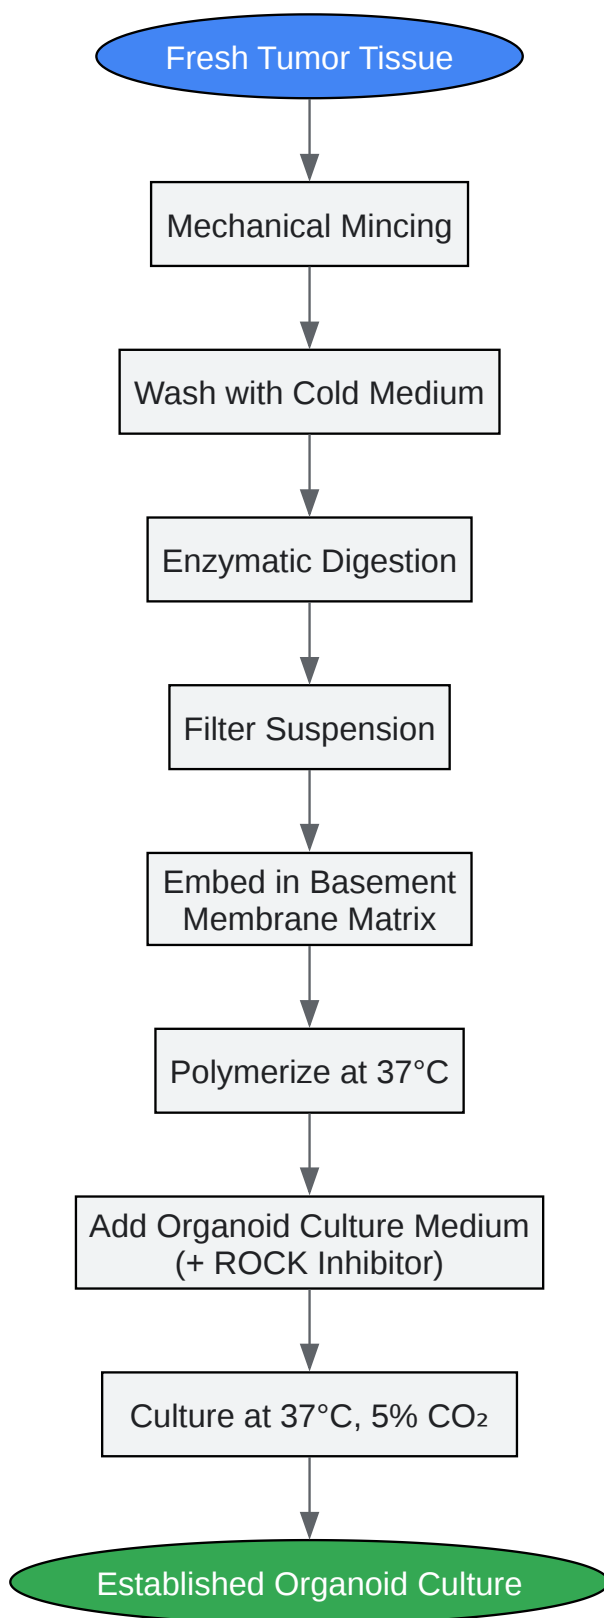 Fresh Tumor Tissue
Mechanical Mincing
Wash with Cold Medium
Enzymatic Digestion
Filter Suspension
Embed in Basement
Membrane Matrix
Polymerize at 37°C
Add Organoid Culture Medium
(+ ROCK Inhibitor)
Culture at 37°C, 5% CO₂
Established Organoid Culture